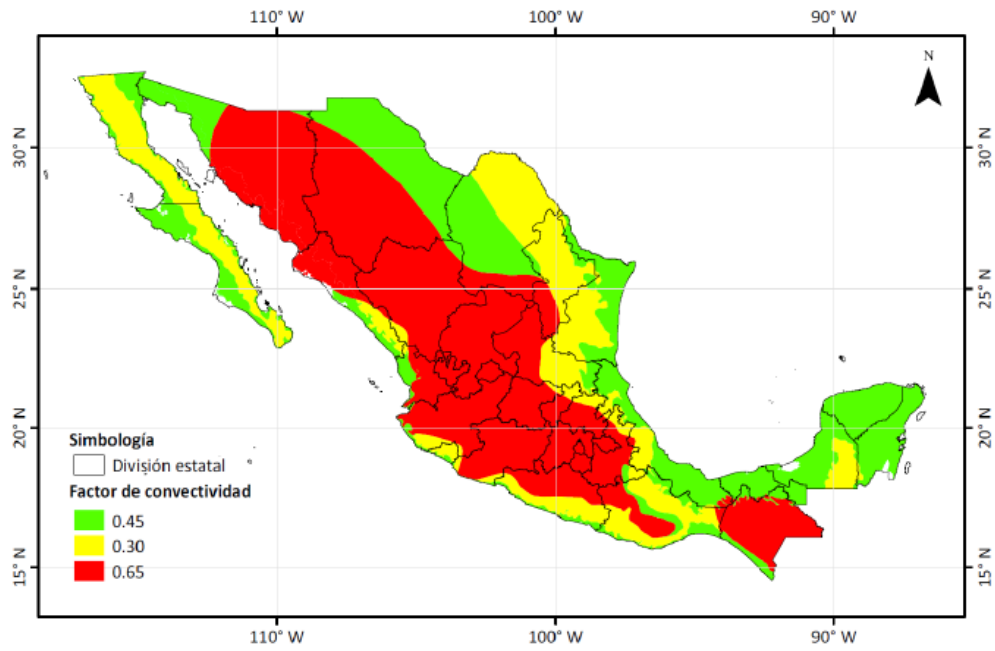 110° W 100° W 90° W
N
30° N 30° N
25° N 25° N
20° N 20° N
Simbología
División estatal
Factor de convectividad
0.45
0.30
0.65
15° N 15° N
110° W 100° W 90° W